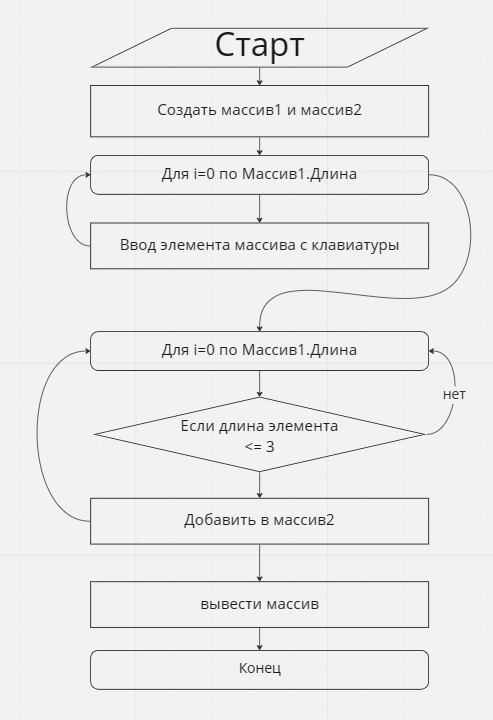 Старт
Создать массив1 и массив2
Для i=0 по Массив1.Длина
Ввод элемента массива с клавиатуры
Для i=0 по Массив1.Длина
нет
Если длина элемента
<= 3
Добавить в массив2
вывести массив
Конец